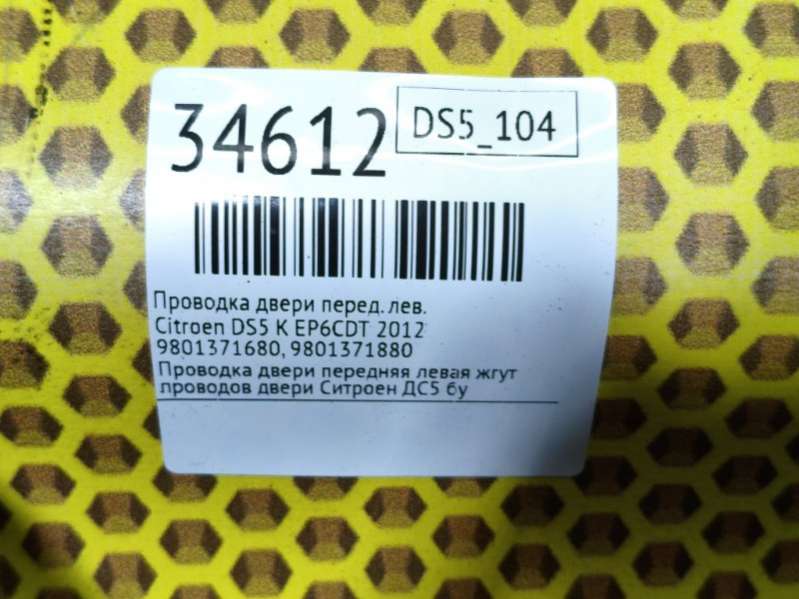 34612
DS5_104
Проводка двери перед. лев.
Citroen DS5 K EP6CDT 2012
9801371680, 9801371880
Проводка двери передняя левая жгут
проводов двери Ситроен ДС5 бу